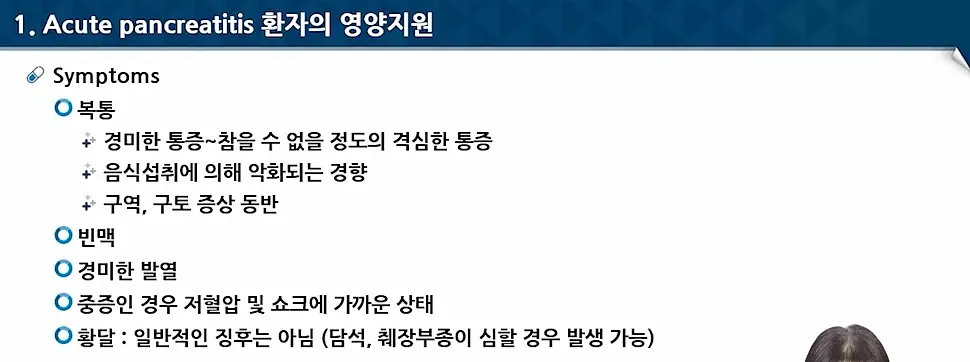 1. Acute pancreatitis 환자의 영양지원
Symptoms
복통
경미한 통증~참을 수 없을 정도의 격심한 통증
음식섭취에 의해 악화되는 경향
구역, 구토 증상 동반
빈맥
경미한 발열
중증인 경우 저혈압 및 쇼크에 가까운 상태
황달 : 일반적인 징후는 아님 (담석, 췌장부종이 심할 경우 발생 가능)